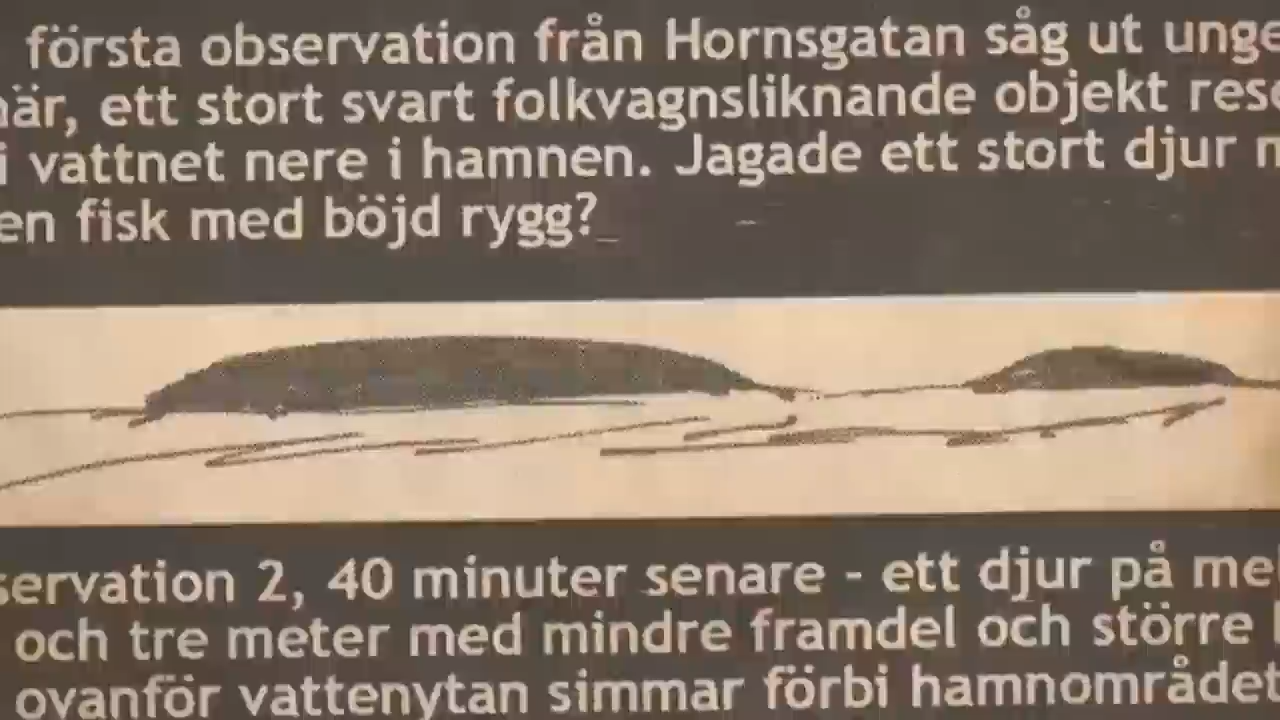 första observation från Hornsgatan såg ut unge
när, ett stort svart folkvagnsliknande objekt rese
i vattnet nere i hamnen. Jagade ett stort djur
en fisk med böjd rygg?
servation 2, 40 minuter senare - ett djur på mel
och tre meter med mindre framdel och större
ovanför vattenytan simmar förbi hamnområdet